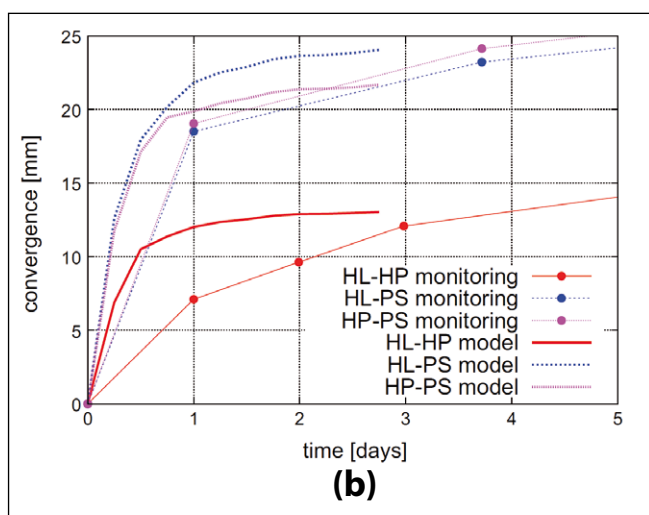 25
20
15
10
5
0
convergence [mm]
HL-HP monitoring
HL-PS monitoring
HP-PS monitoring
HL-HP model
HL-PS model
HP-PS model
0 1 2 3 4 5
time [days]
(b)